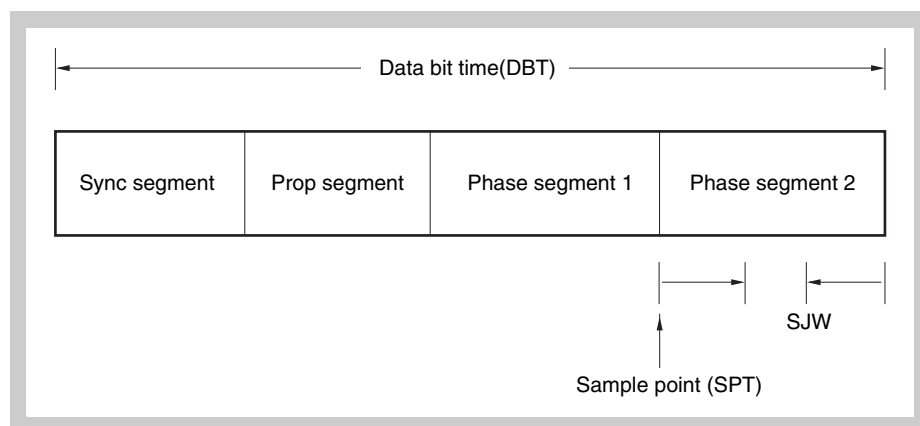 Data bit time(DBT)
Sync segment
Prop segment
Phase segment 1
Phase segment 2
SJW
Sample point (SPT)